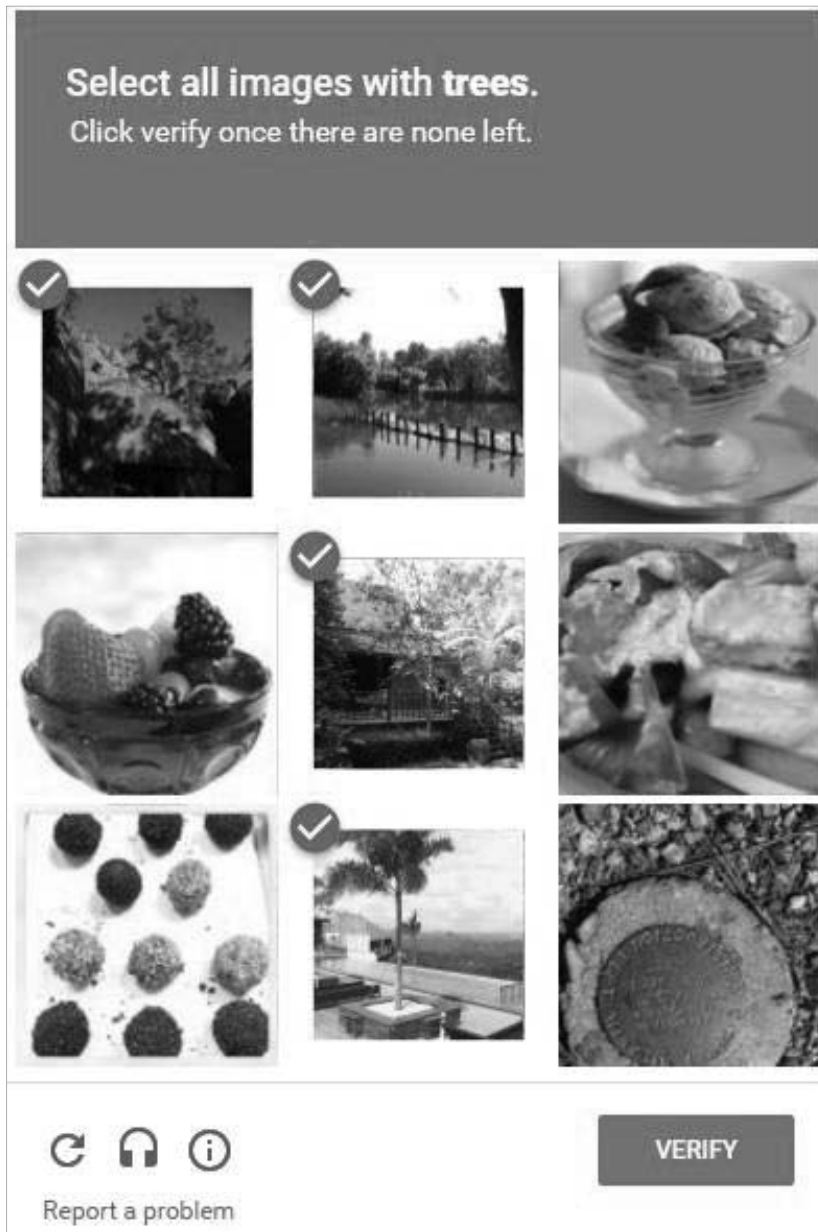 Select all images with trees.
Click verify once there are none left.
VERIFY
Report a problem